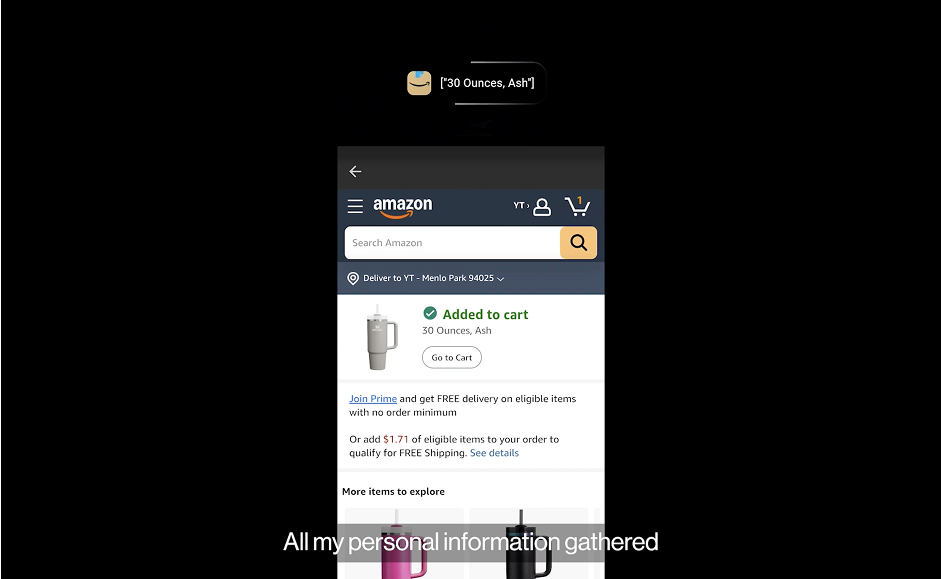 ["30 Ounces, Ash"]
amazon
YT ›
1
Search Amazon
Deliver to YT - Menlo Park 94025
Added to cart
30 Ounces, Ash
Go to Cart
Join Prime and get FREE delivery on eligible items
with no order minimum
Or add $1.71 of eligible items to your order to
qualify for FREE Shipping. See details
More items to explore
All my personal information gathered